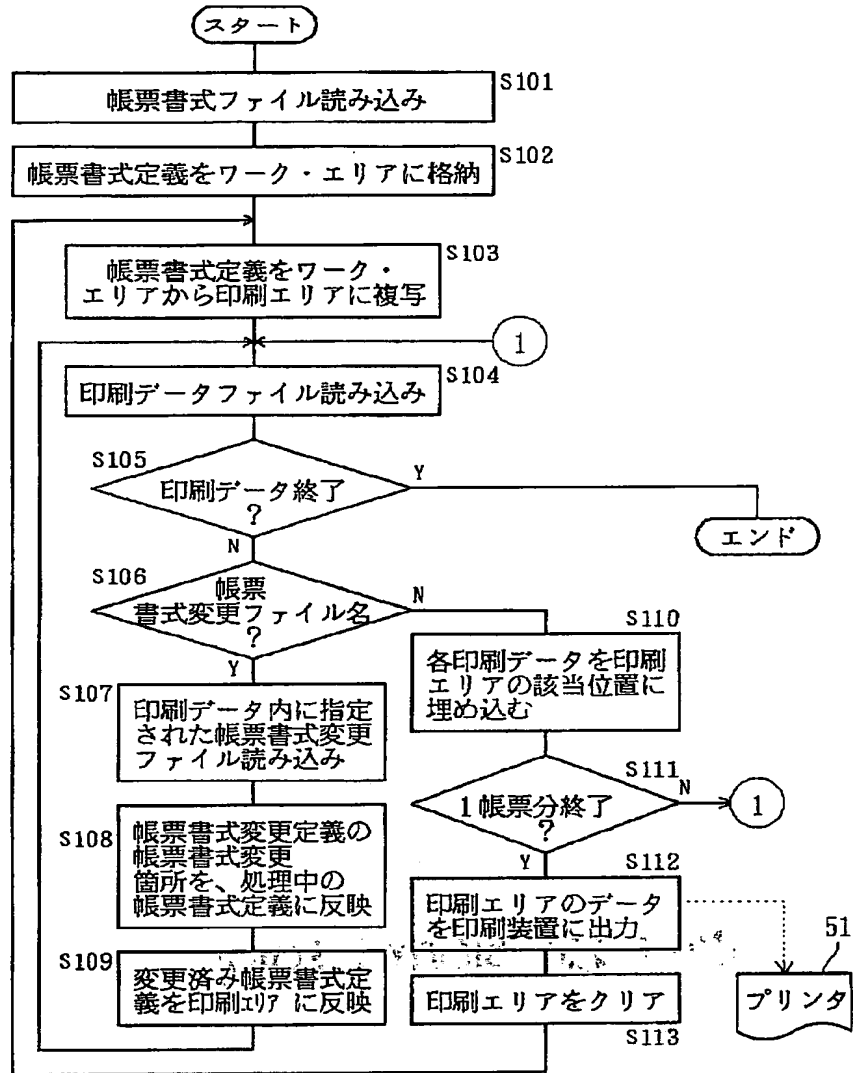 スタート
帳票書式ファイル読み込み
S101
帳票書式定義をワーク・エリアに格納
S102
帳票書式定義をワーク・
エリアから印刷エリアに複写
S103
1
印刷データファイル読み込み
S104
S105
印刷データ終了
?
Y
N
エンド
S106
帳票
書式変更ファイル名
?
N
Y
S107
印刷データ内に指定
された帳票書式変更
ファイル読み込み
S108
帳票書式変更定義の
帳票書式変更
箇所を、処理中の
帳票書式定義に反映
S109
変更済み帳票書式定
義を印刷エリアに反映
S110
各印刷データを印刷
エリアの該当位置に
埋め込む
S111
1帳票分終了
?
N
1
Y
S112
印刷エリアのデータ
を印刷装置に出力
51
プリンタ
印刷エリアをクリア
S113